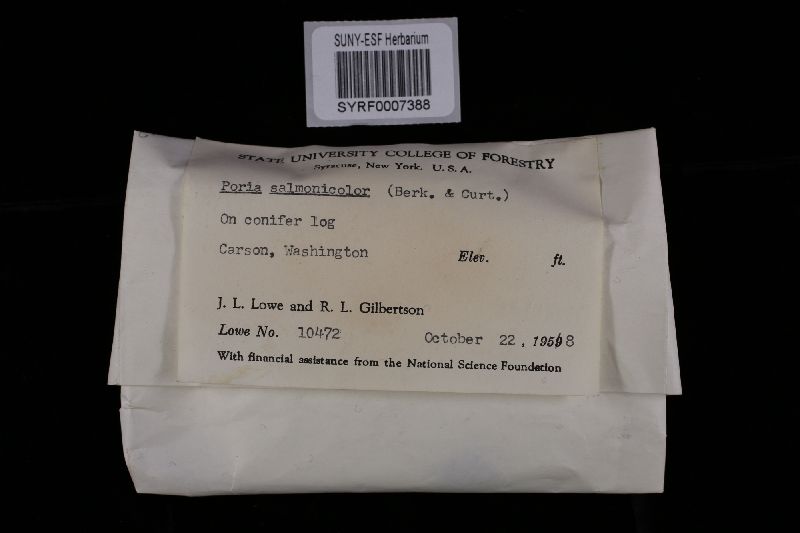 SUNY-ESF Herbarium
SYRF0007388
STATE UNIVERSITY COLLEGE OF FORESTRY
Syracuse, New York. U. S. A.
Poria salmonicolor (Berk. & Curt.)
On conifer log
Carson, Washington Elev. ft.
J. L. Lowe and R. L. Gilbertson
Lowe No. 10472 October 22, 1958
With financial assistance from the National Science Foundation